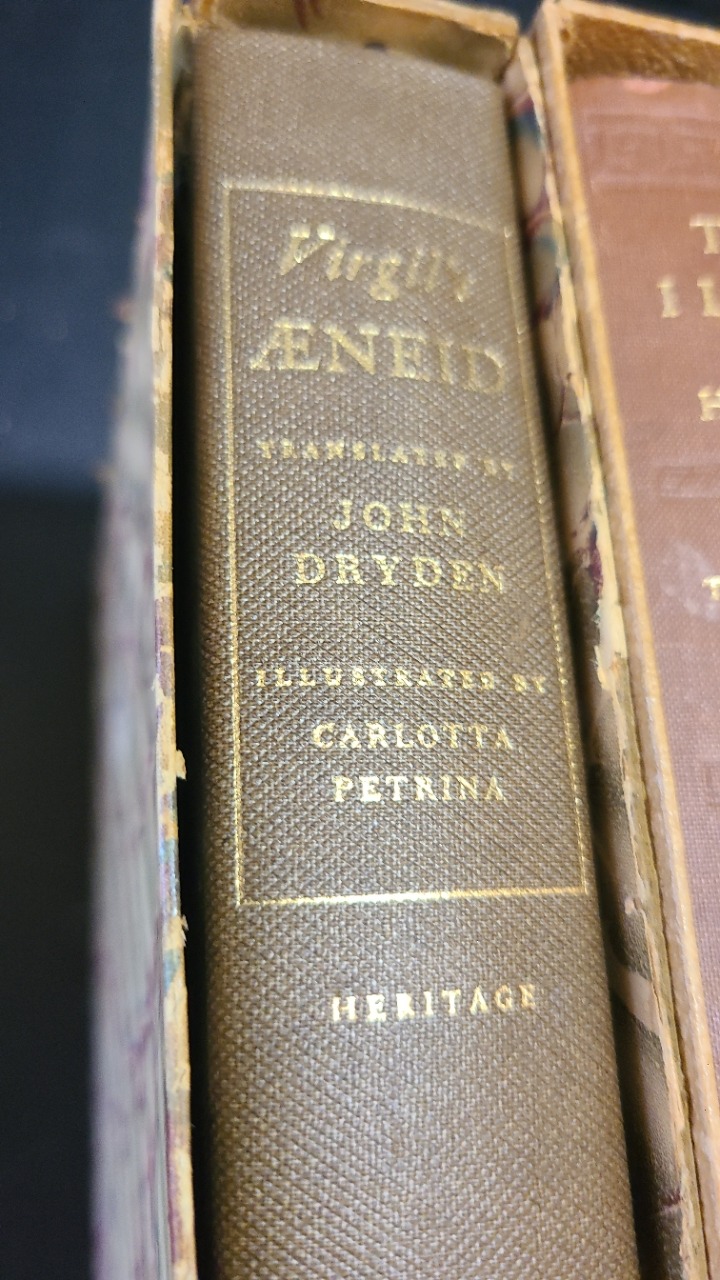 Virgil's
ÆNEID
TRANSLATED BY
JOHN
DRYDEN
ILLUSTRATED BY
CARLOTTA
PETRINA
HERITAGE